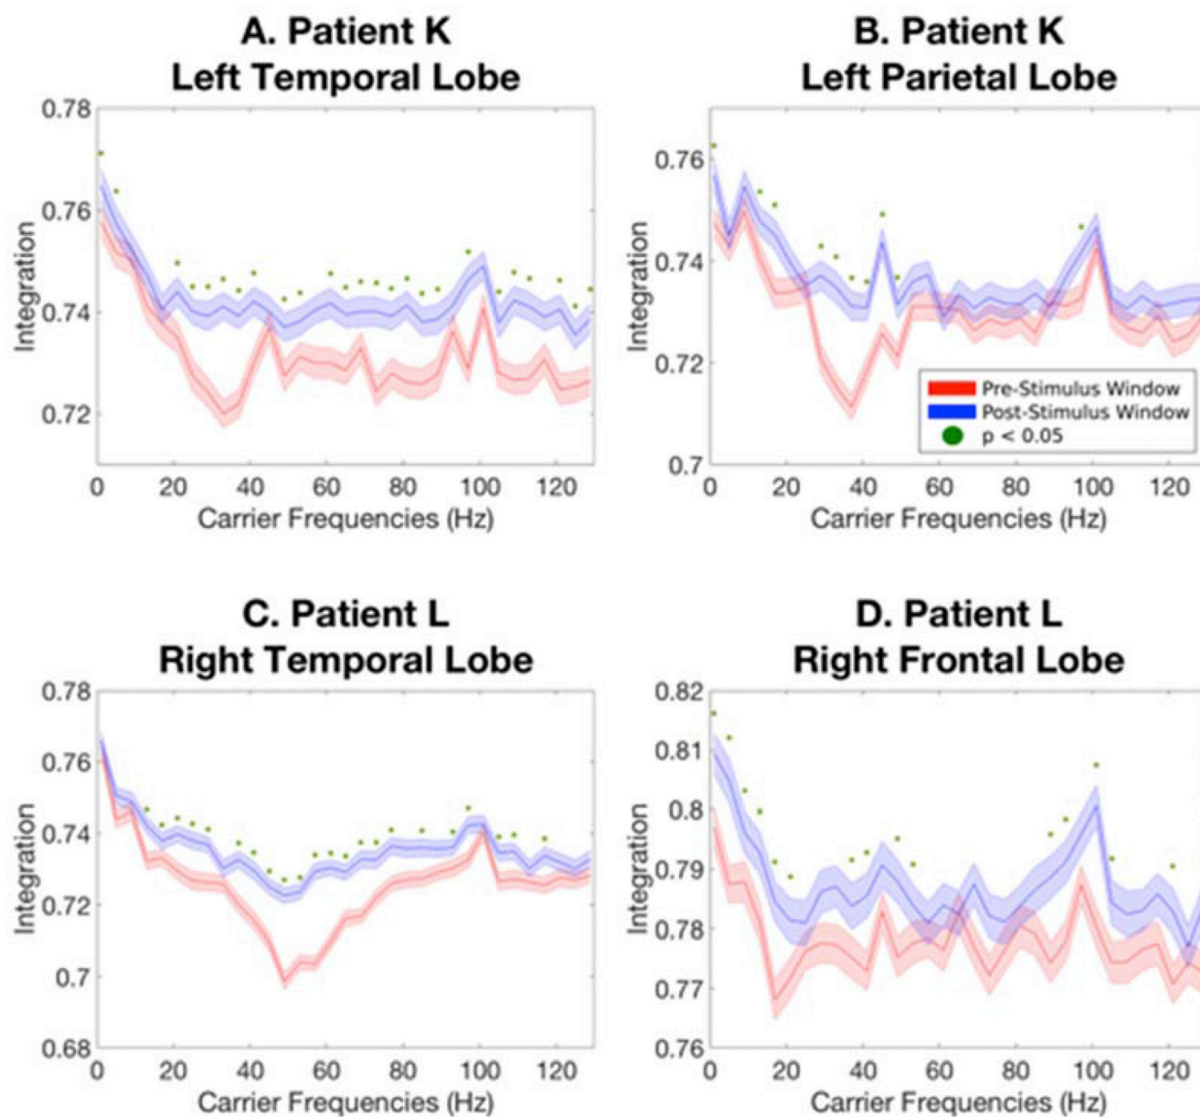 A. Patient K
Left Temporal Lobe
0.78
0.76
0.74
0.72
Integration
0 20 40 60 80 100 120
Carrier Frequencies (Hz)
B. Patient K
Left Parietal Lobe
0.76
0.74
0.72
0.7
Integration
Pre-Stimulus Window
Post-Stimulus Window
p < 0.05
0 20 40 60 80 100 120
Carrier Frequencies (Hz)
C. Patient L
Right Temporal Lobe
0.78
0.76
0.74
0.72
0.7
0.68
Integration
0 20 40 60 80 100 120
Carrier Frequencies (Hz)
D. Patient L
Right Frontal Lobe
0.82
0.81
0.8
0.79
0.78
0.77
0.76
Integration
0 20 40 60 80 100 120
Carrier Frequencies (Hz)